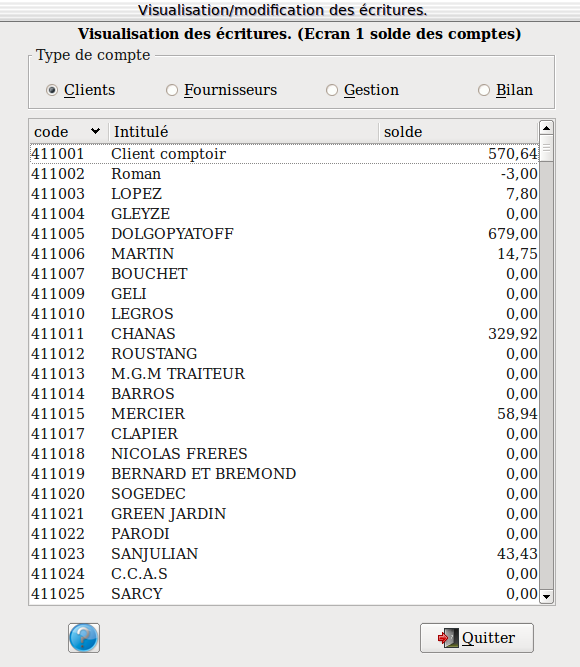 Visualisation/modification des écritures.
Visualisation des écritures. (Ecran 1 solde des comptes)
Type de compte
Clients Fournisseurs Gestion Bilan
code Intitulé solde
411001 Client comptoir 570,64
411002 Roman -3,00
411003 LOPEZ 7,80
411004 GLEYZE 0,00
411005 DOLGOPYATOFF 679,00
411006 MARTIN 14,75
411007 BOUCHET 0,00
411009 GELI 0,00
411010 LEGROS 0,00
411011 CHANAS 329,92
411012 ROUSTANG 0,00
411013 M.G.M TRAITEUR 0,00
411014 BARROS 0,00
411015 MERCIER 58,94
411017 CLAPIER 0,00
411018 NICOLAS FRERES 0,00
411019 BERNARD ET BREMOND 0,00
411020 SOGEDEC 0,00
411021 GREEN JARDIN 0,00
411022 PARODI 0,00
411023 SANJULIAN 43,43
411024 C.C.A.S 0,00
411025 SARCY 0,00
? Quitter